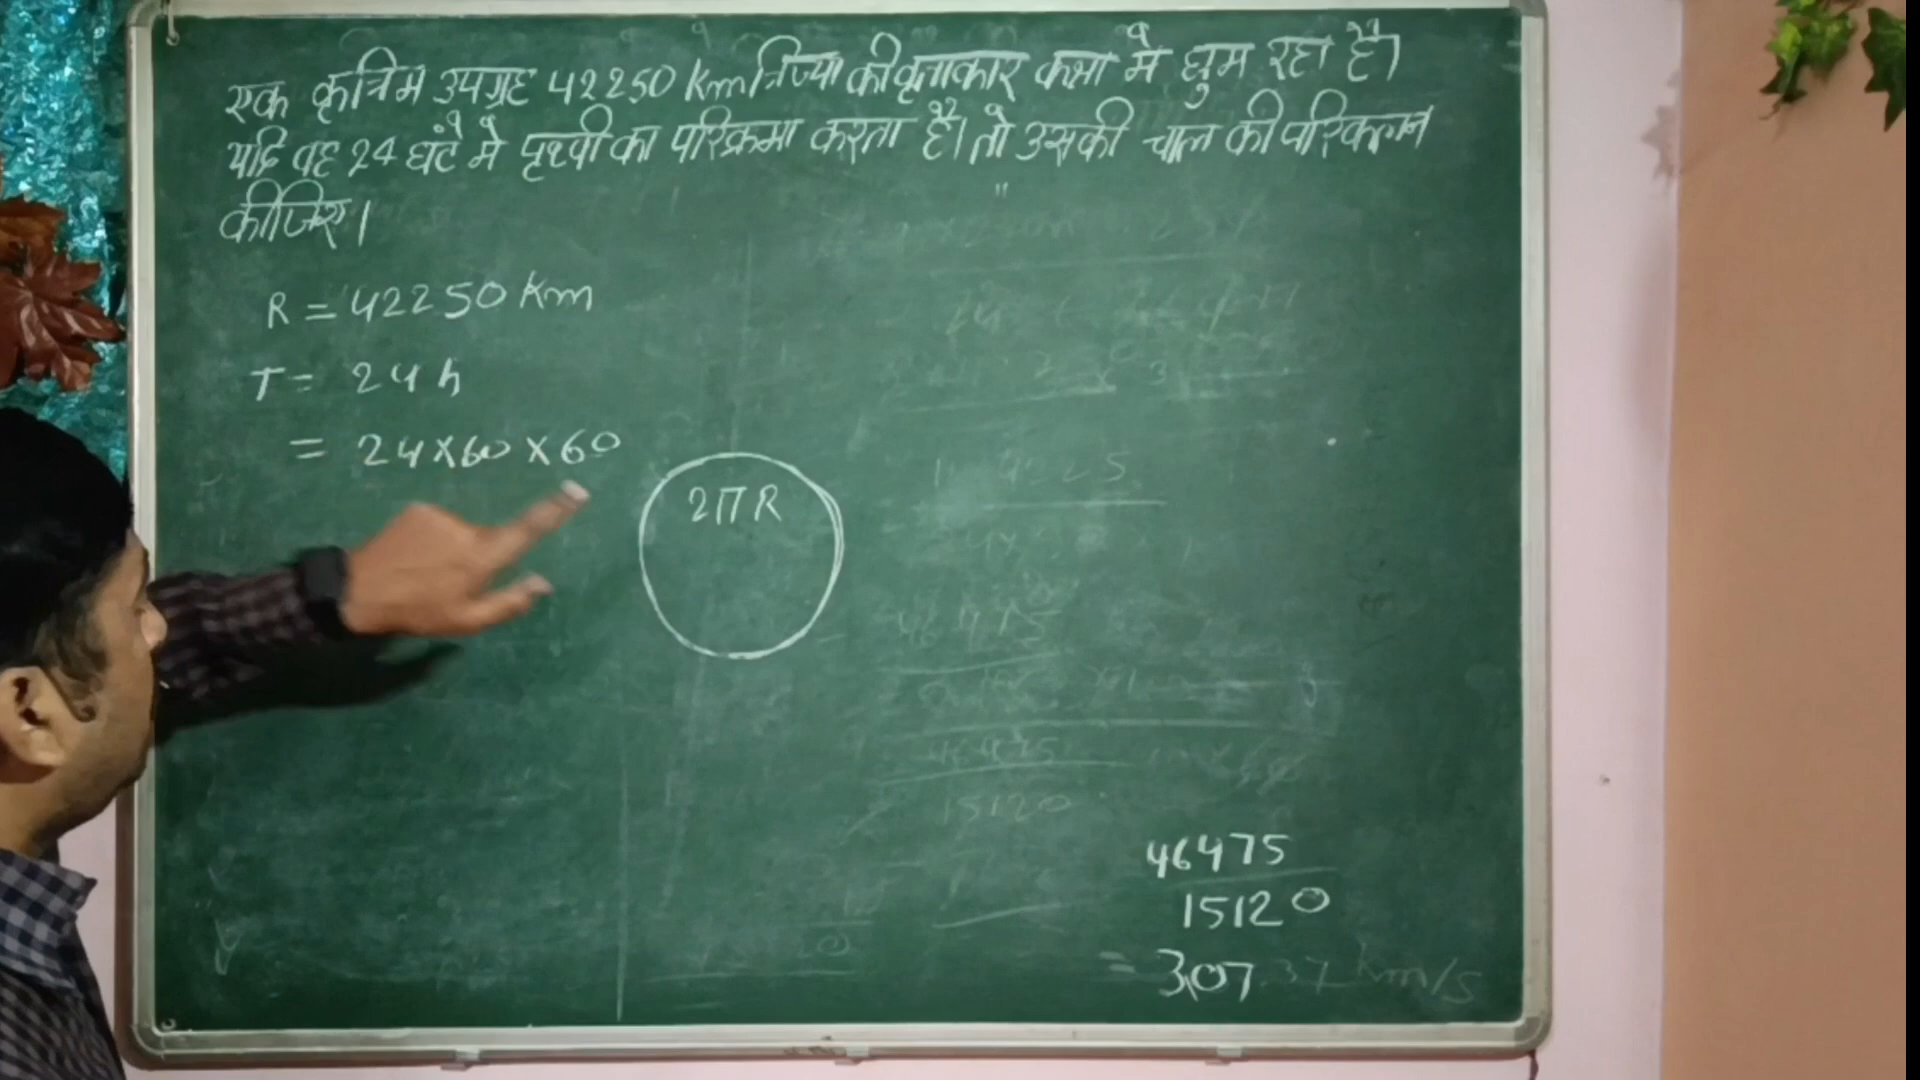 एक कृत्रिम उपग्रह 42250 Km त्रिज्या की वृत्ताकार कक्षा मे घुम रहा है।
यदि वह 24 घंटे मे पृथ्वी का परिक्रमा करता है। तो उसकी चाल की परिकलन
कीजिए।
R = 42250 Km
T = 24 h
= 24×60×60
2πR
46475
15120
= 3.07 37 km/s